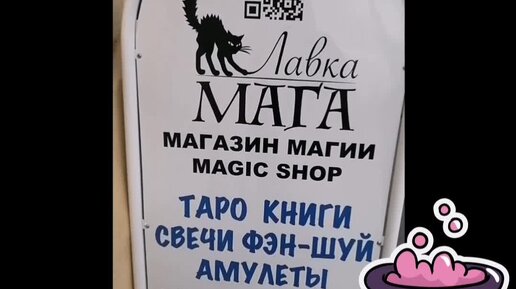 Лавка
МАГА
МАГАЗИН МАГИИ
MAGIC SHOP
ТАРО КНИГИ
СВЕЧИ ФЭН-ШУЙ
АМУЛЕТЫ